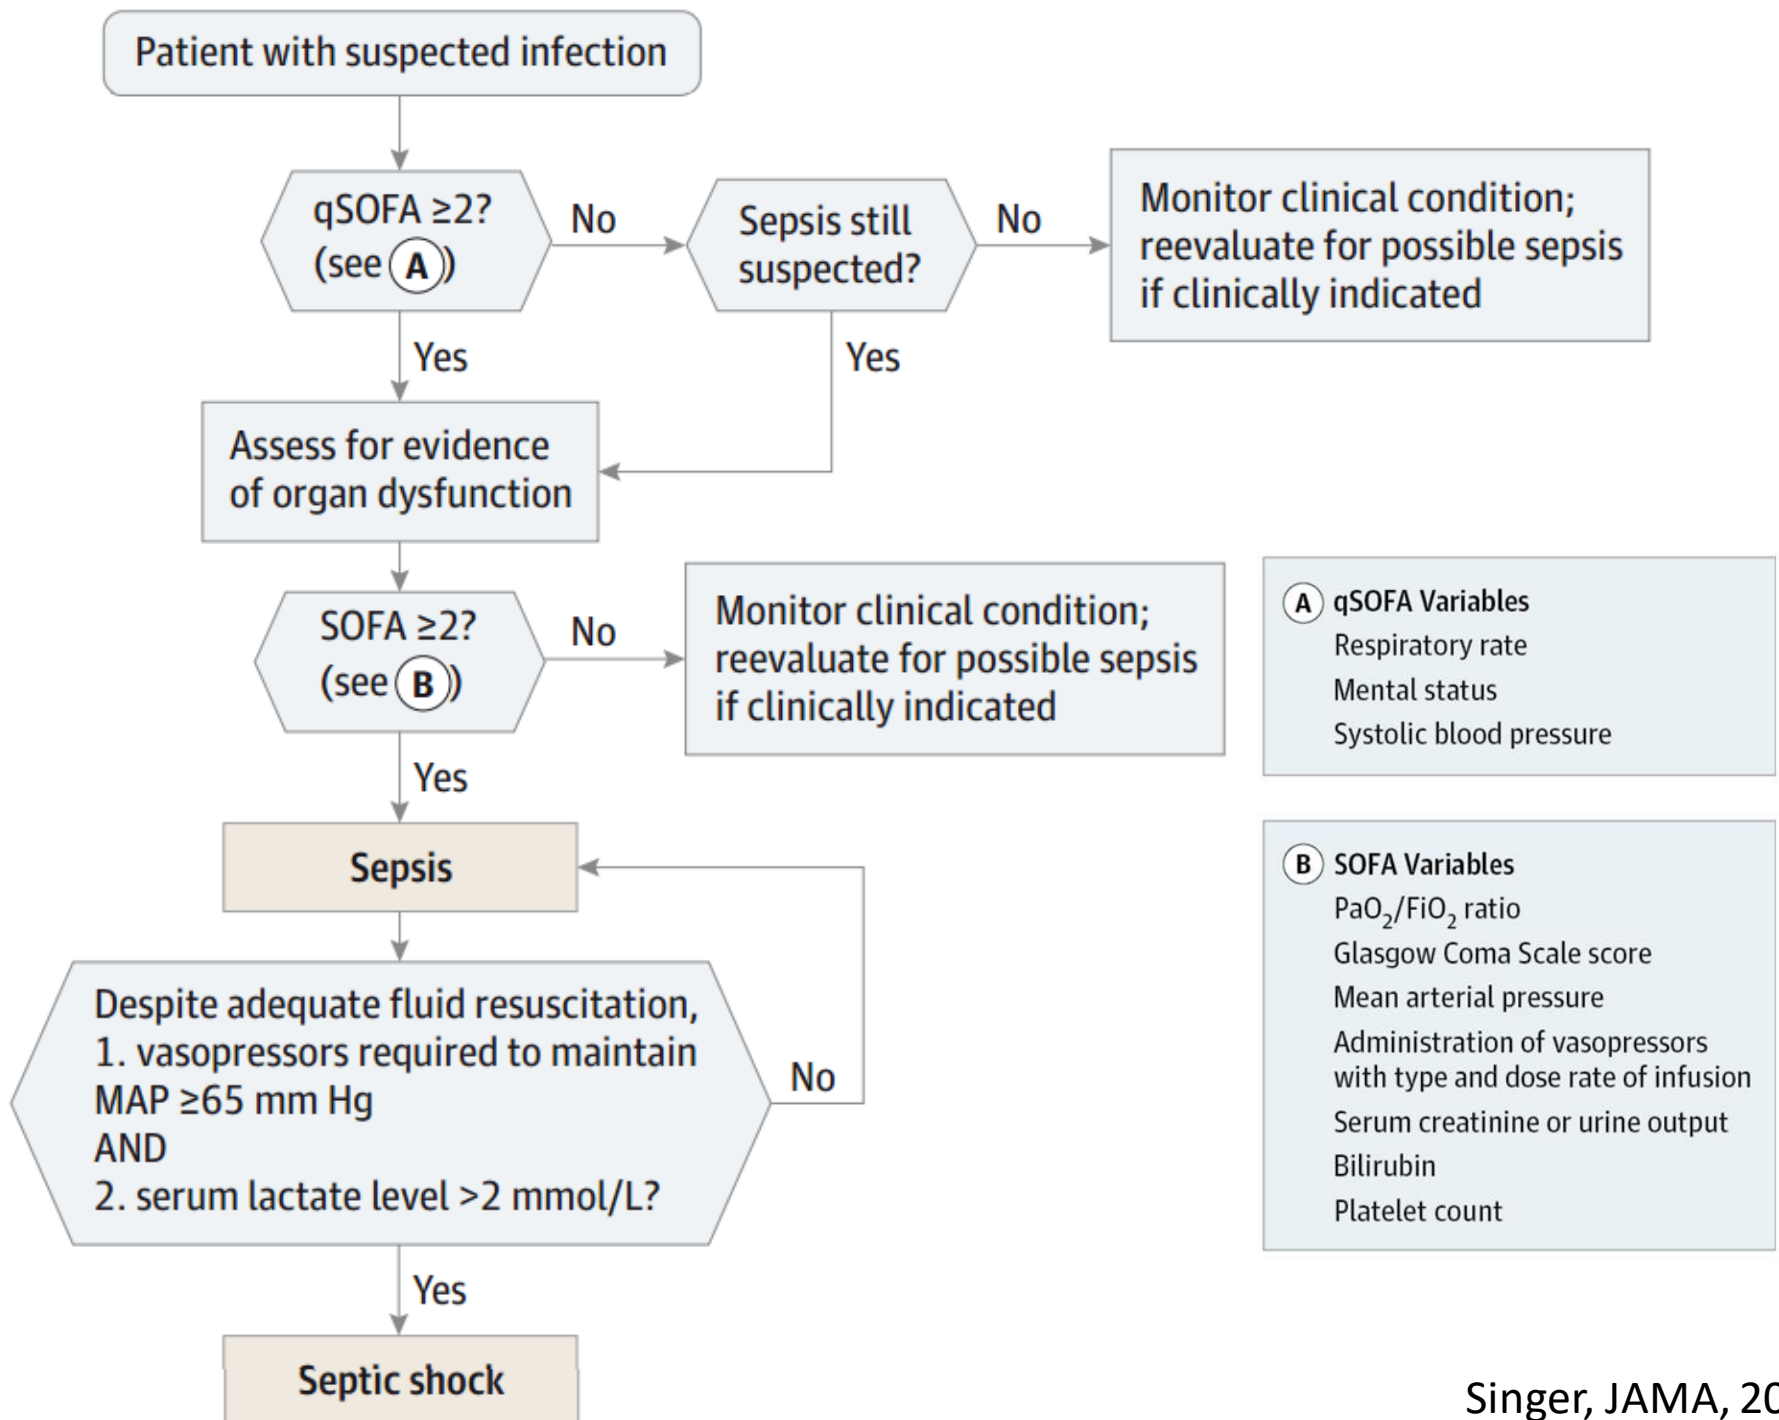 Patient with suspected infection
qSOFA ≥2?
(see A)
No
Sepsis still
suspected?
No
Monitor clinical condition;
reevaluate for possible sepsis
if clinically indicated
Yes
Yes
Assess for evidence
of organ dysfunction
SOFA ≥2?
(see B)
No
Monitor clinical condition;
reevaluate for possible sepsis
if clinically indicated
Yes
Sepsis
Despite adequate fluid resuscitation,
1. vasopressors required to maintain
MAP ≥65 mm Hg
AND
2. serum lactate level >2 mmol/L?
No
Yes
Septic shock
A qSOFA Variables
Respiratory rate
Mental status
Systolic blood pressure
B SOFA Variables
PaO₂/FiO₂ ratio
Glasgow Coma Scale score
Mean arterial pressure
Administration of vasopressors
with type and dose rate of infusion
Serum creatinine or urine output
Bilirubin
Platelet count
Singer, JAMA,